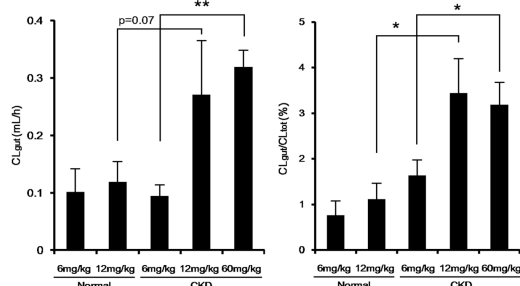 **
p=0.07
0.4
0.3
0.2
0.1
0
CLgut (mL/h)
6mg/kg 12mg/kg 6mg/kg 12mg/kg 60mg/kg
Normal CKD
*
*
5
4
3
2
1
0
CLgut/CLtot (%)
6mg/kg 12mg/kg 6mg/kg 12mg/kg 60mg/kg
Normal CKD